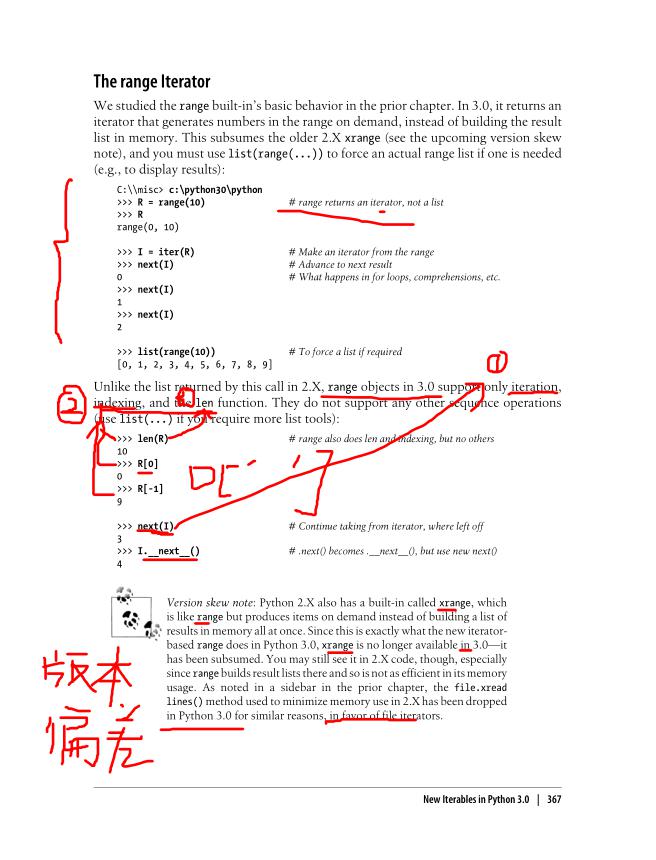 The range Iterator
We studied the range built-in's basic behavior in the prior chapter. In 3.0, it returns an
iterator that generates numbers in the range on demand, instead of building the result
list in memory. This subsumes the older 2.X xrange (see the upcoming version skew
note), and you must use list(range(...)) to force an actual range list if one is needed
(e.g., to display results):
C:\\misc> c:\python30\python
>>> R = range(10) # range returns an iterator, not a list
>>> R
range(0, 10)
>>> I = iter(R) # Make an iterator from the range
>>> next(I) # Advance to next result
0 # What happens in for loops, comprehensions, etc.
>>> next(I)
1
>>> next(I)
2
>>> list(range(10)) # To force a list if required
[0, 1, 2, 3, 4, 5, 6, 7, 8, 9]
①
Unlike the list returned by this call in 2.X, range objects in 3.0 support only iteration,
indexing, and the len function. They do not support any other sequence operations
(use list(...) if you require more list tools):
>>> len(R) # range also does len and indexing, but no others
10
>>> R[0]
0
>>> R[-1]
9
>>> next(I) # Continue taking from iterator, where left off
3
>>> I.__next__() # .next() becomes .__next__(), but use new next()
4
Version skew note: Python 2.X also has a built-in called xrange, which
is like range but produces items on demand instead of building a list of
results in memory all at once. Since this is exactly what the new iterator-
based range does in Python 3.0, xrange is no longer available in 3.0—it
has been subsumed. You may still see it in 2.X code, though, especially
since range builds result lists there and so is not as efficient in its memory
usage. As noted in a sidebar in the prior chapter, the file.xread
lines() method used to minimize memory use in 2.X has been dropped
in Python 3.0 for similar reasons, in favor of file iterators.
版本
偏差
New Iterables in Python 3.0 | 367